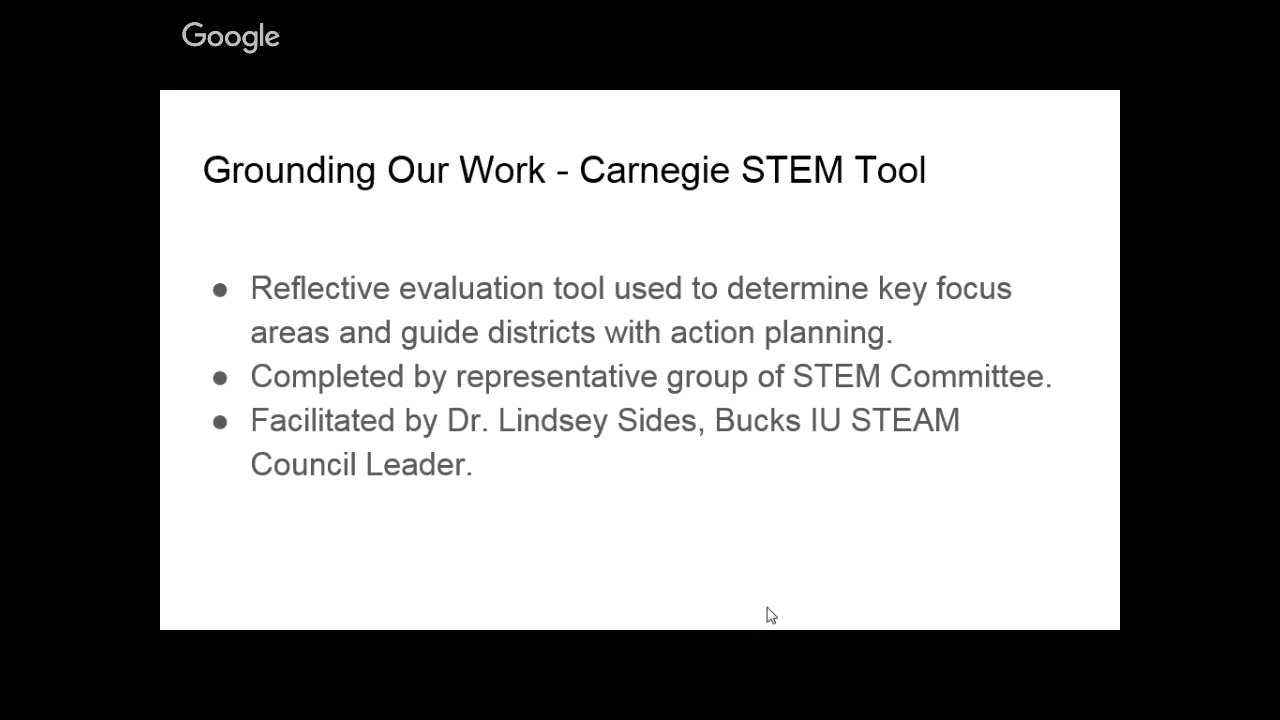 Google
Grounding Our Work - Carnegie STEM Tool
● Reflective evaluation tool used to determine key focus
areas and guide districts with action planning.
● Completed by representative group of STEM Committee.
● Facilitated by Dr. Lindsey Sides, Bucks IU STEAM
Council Leader.